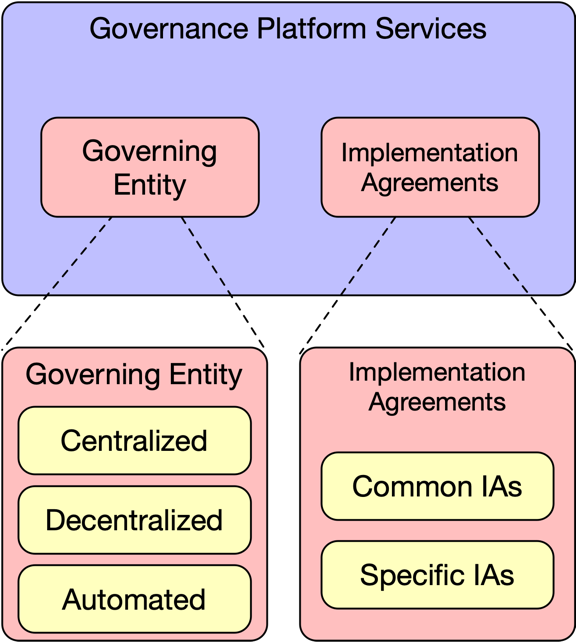 Governance Platform Services
Governing
Entity
Implementation
Agreements
Governing Entity
Centralized
Decentralized
Automated
Implementation
Agreements
Common IAs
Specific IAs